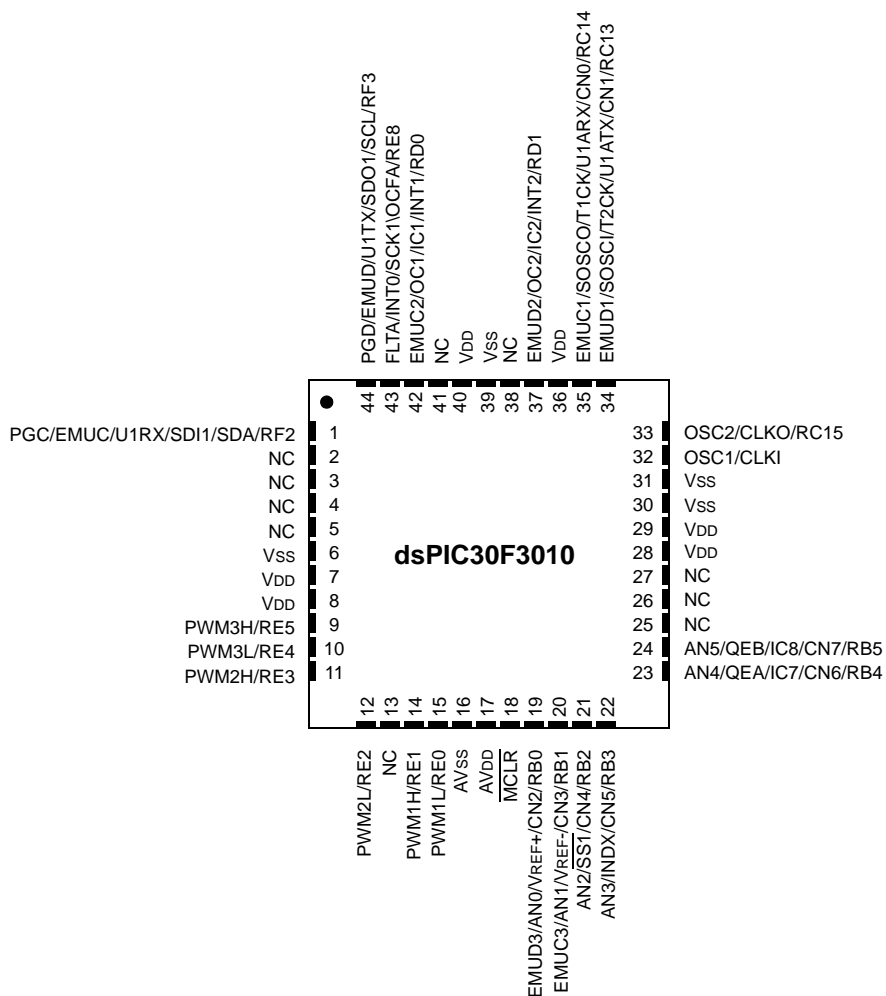 PGD/EMUD/U1TX/SDO1/SCL/RF3
FLTA/INT0/SCK1\OCFA/RE8
EMUC2/OC1/IC1/INT1/RD0
NC
VDD
VSS
NC
EMUD2/OC2/IC2/INT2/RD1
VDD
EMUC1/SOSCO/T1CK/U1ARX/CN0/RC14
EMUD1/SOSCI/T2CK/U1ATX/CN1/RC13
44
43
42
41
40
39
38
37
36
35
34
PGC/EMUC/U1RX/SDI1/SDA/RF2 1
NC 2
NC 3
NC 4
NC 5
VSS 6
VDD 7
VDD 8
PWM3H/RE5 9
PWM3L/RE4 10
PWM2H/RE3 11
dsPIC30F3010
33 OSC2/CLKO/RC15
32 OSC1/CLKI
31 VSS
30 VSS
29 VDD
28 VDD
27 NC
26 NC
25 NC
24 AN5/QEB/IC8/CN7/RB5
23 AN4/QEA/IC7/CN6/RB4
12
13
14
15
16
17
18
19
20
21
22
PWM2L/RE2
NC
PWM1H/RE1
PWM1L/RE0
AVSS
AVDD
MCLR
EMUD3/AN0/VREF+/CN2/RB0
EMUC3/AN1/VREF-/CN3/RB1
AN2/SS1/CN4/RB2
AN3/INDX/CN5/RB3